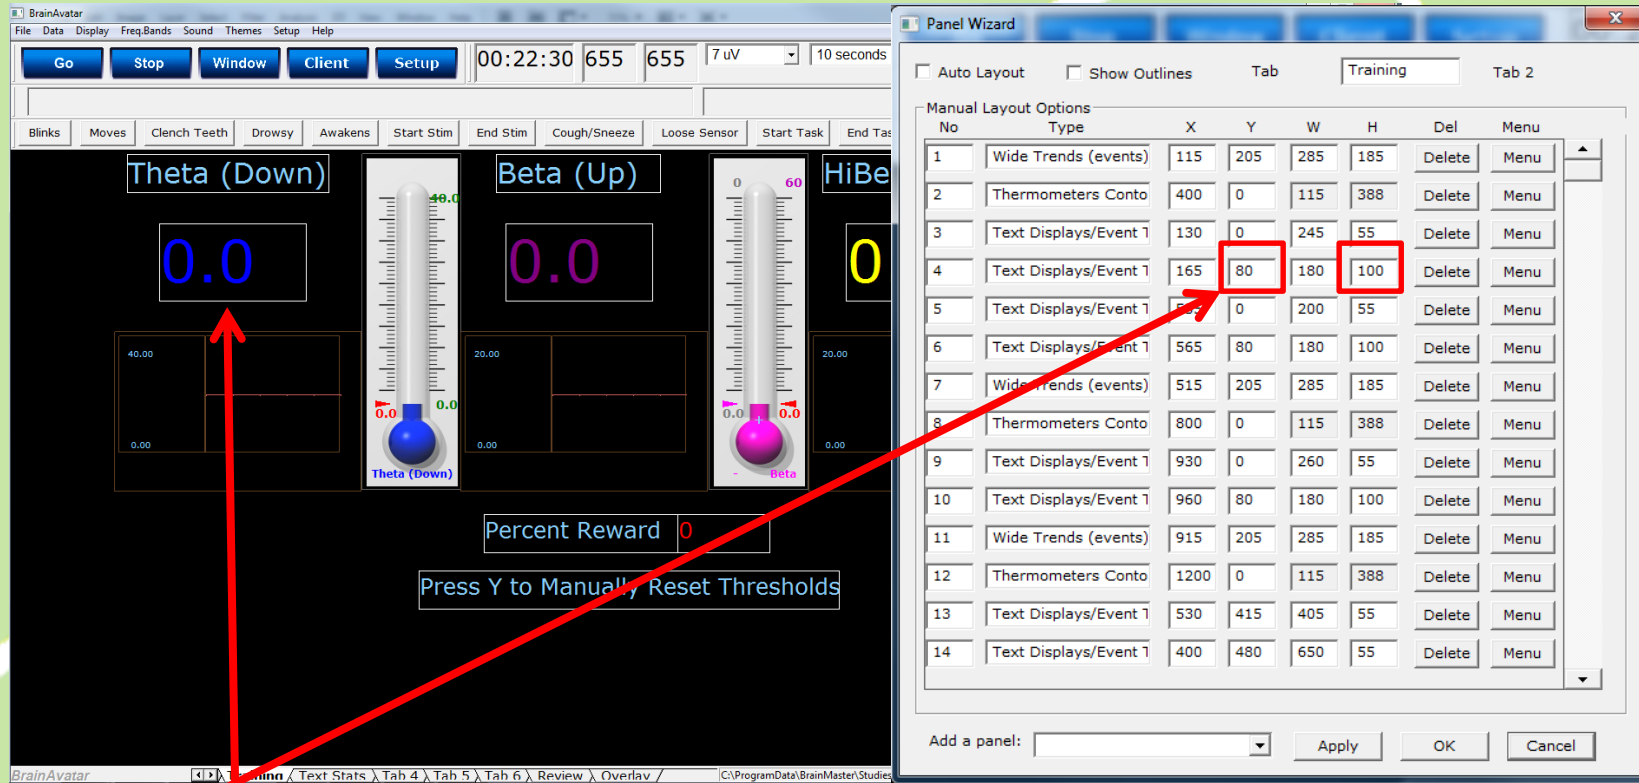 BrainAvatar
File Data Display Freq.Bands Sound Themes Setup Help
Go Stop Window Client Setup 00:22:30 655 655 7 uV 10 seconds
Blinks Moves Clench Teeth Drowsy Awakens Start Stim End Stim Cough/Sneeze Loose Sensor Start Task End Tas
Theta (Down) Beta (Up) HiBe
40.0 0 60
0.0 0.0 0
40.00 20.00 20.00
0.0 0.0 0.0 0.0
0.00 0.00 0.00
Theta (Down) - Beta
Percent Reward 0
Press Y to Manually Reset Thresholds
BrainAvatar Training Text Stats Tab 4 Tab 5 Tab 6 Review Overlay C:\ProgramData\BrainMaster\Studies
Panel Wizard
Auto Layout Show Outlines Tab Training Tab 2
Manual Layout Options
No Type X Y W H Del Menu
1 Wide Trends (events) 115 205 285 185 Delete Menu
2 Thermometers Conto 400 0 115 388 Delete Menu
3 Text Displays/Event T 130 0 245 55 Delete Menu
4 Text Displays/Event T 165 80 180 100 Delete Menu
5 Text Displays/Event T 0 200 55 Delete Menu
6 Text Displays/Event T 565 80 180 100 Delete Menu
7 Wide Trends (events) 515 205 285 185 Delete Menu
8 Thermometers Conto 800 0 115 388 Delete Menu
9 Text Displays/Event T 930 0 260 55 Delete Menu
10 Text Displays/Event T 960 80 180 100 Delete Menu
11 Wide Trends (events) 915 205 285 185 Delete Menu
12 Thermometers Conto 1200 0 115 388 Delete Menu
13 Text Displays/Event T 530 415 405 55 Delete Menu
14 Text Displays/Event T 400 480 650 55 Delete Menu
Add a panel: Apply OK Cancel